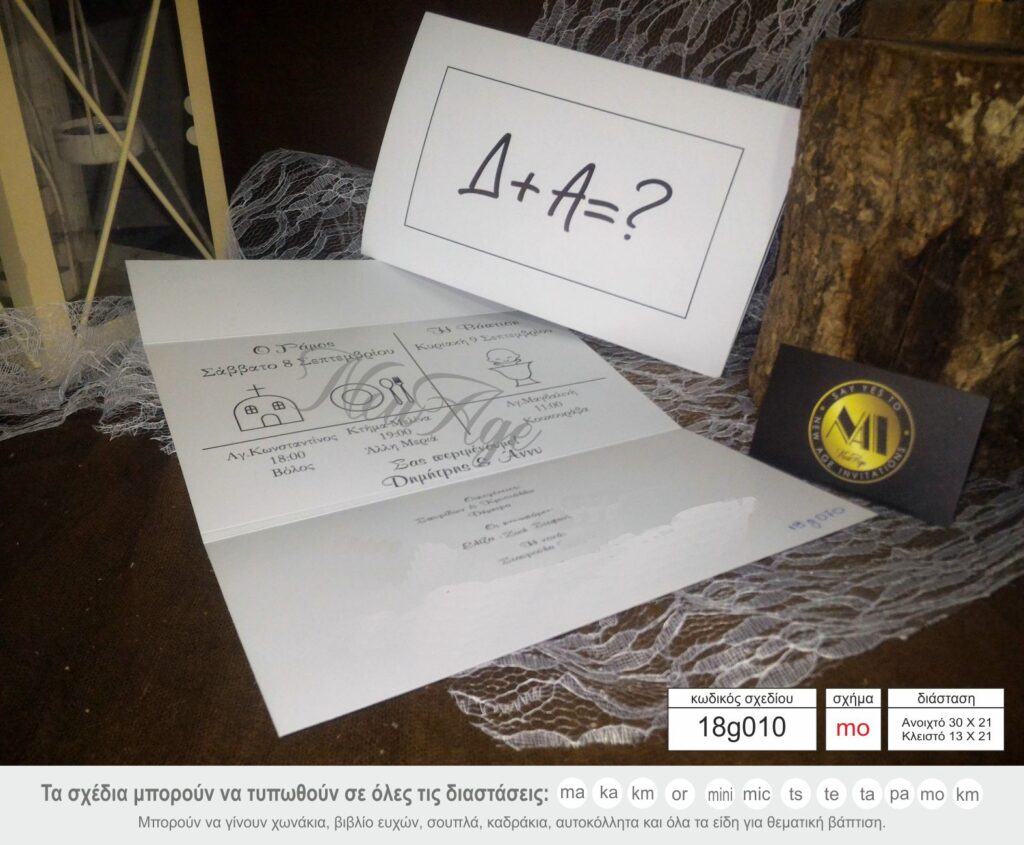 Δ+Α=?
Ο Γάμος
Σάββατο 8 Σεπτεμβρίου
Η Βάπτιση
Κυριακή 9 Σεπτεμβρίου
Αγ.Κωνσταντίνος
18:00
Βόλος
19:00
Άλλη Μεριά
Αγ.Μαγδαληνή
11:00
Σας περιμένουμε!
Δημήτρης & Άννυ
New Age
18g010
SAY YES TO
NEW AGE INVITATIONS
κωδικός σχεδίου
18g010
σχήμα
mo
διάσταση
Ανοιχτό 30 Χ 21
Κλειστό 13 Χ 21
Τα σχέδια μπορούν να τυπωθούν σε όλες τις διαστάσεις: ma ka km or mini mic ts te ta pa mo km
Μπορούν να γίνουν χωνάκια, βιβλίο ευχών, σουπλά, καδράκια, αυτοκόλλητα και όλα τα είδη για θεματική βάπτιση.